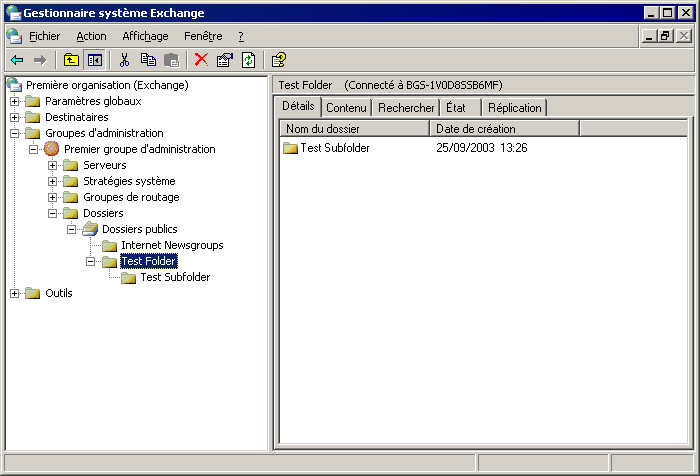 Gestionnaire système Exchange
Fichier Action Affichage Fenêtre ?
Première organisation (Exchange)
Paramètres globaux
Destinataires
Groupes d'administration
Premier groupe d'administration
Serveurs
Stratégies système
Groupes de routage
Dossiers
Dossiers publics
Internet Newsgroups
Test Folder
Test Subfolder
Outils
Test Folder (Connecté à BGS-1V0D8SSB6MF)
Détails Contenu Rechercher État Réplication
Nom du dossier Date de création
Test Subfolder 25/09/2003 13:26